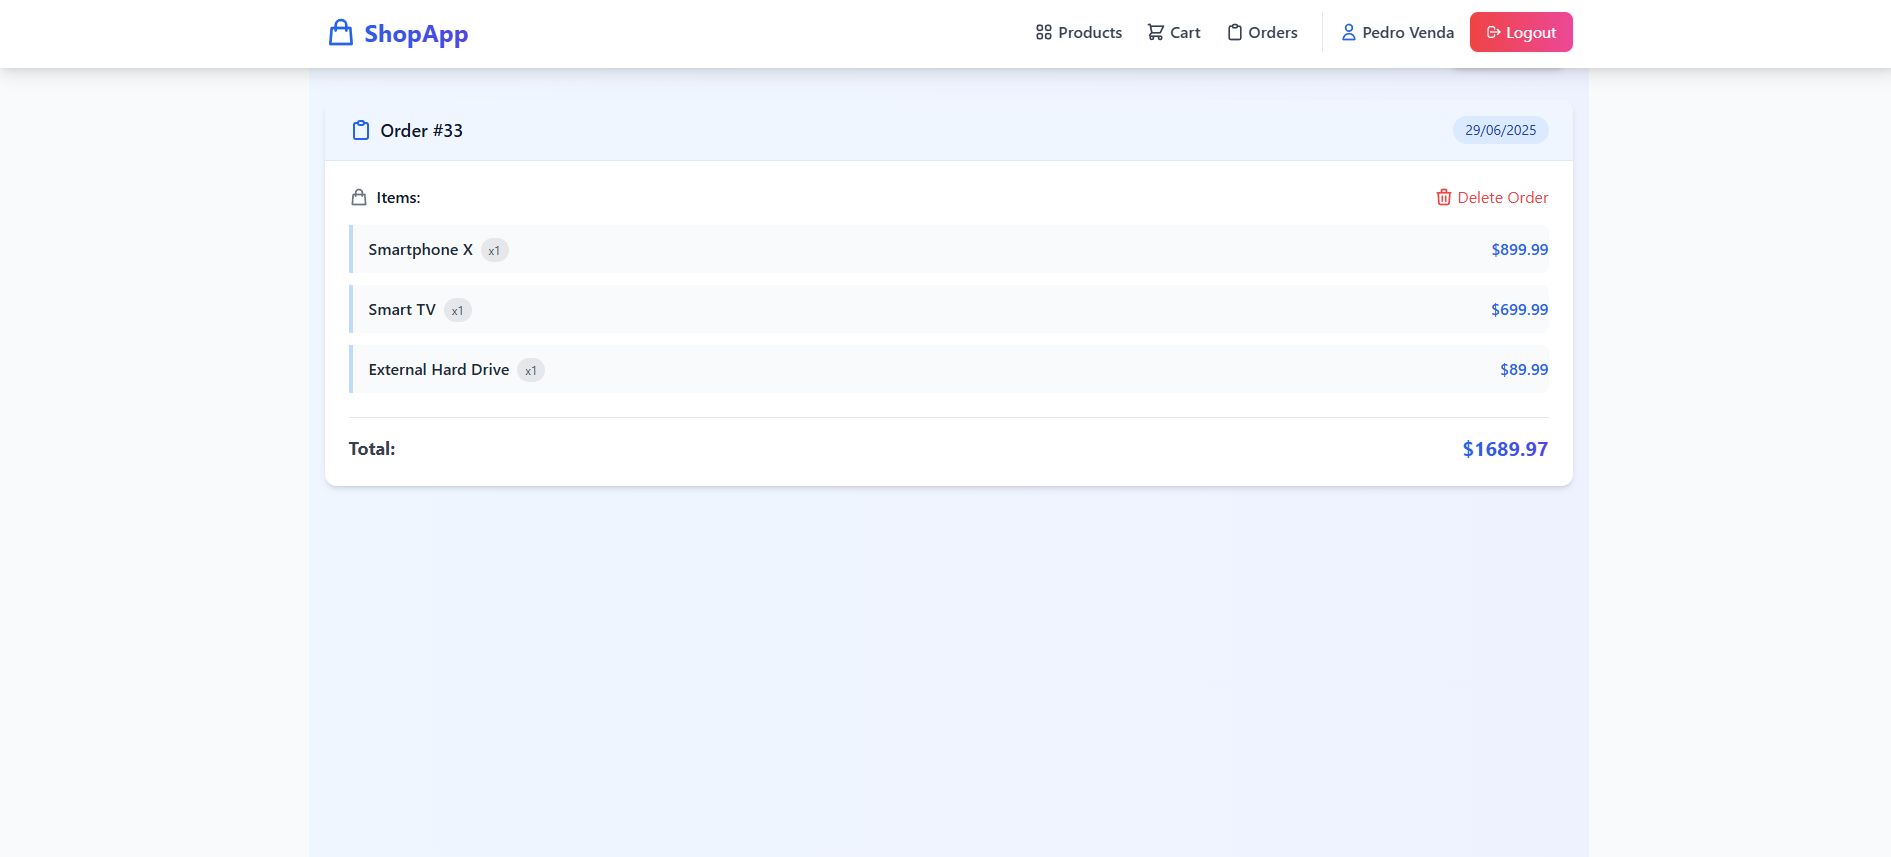 ShopApp
Products Cart Orders Pedro Venda Logout
Order #33 29/06/2025
Items: Delete Order
Smartphone X x1 $899.99
Smart TV x1 $699.99
External Hard Drive x1 $89.99
Total: $1689.97